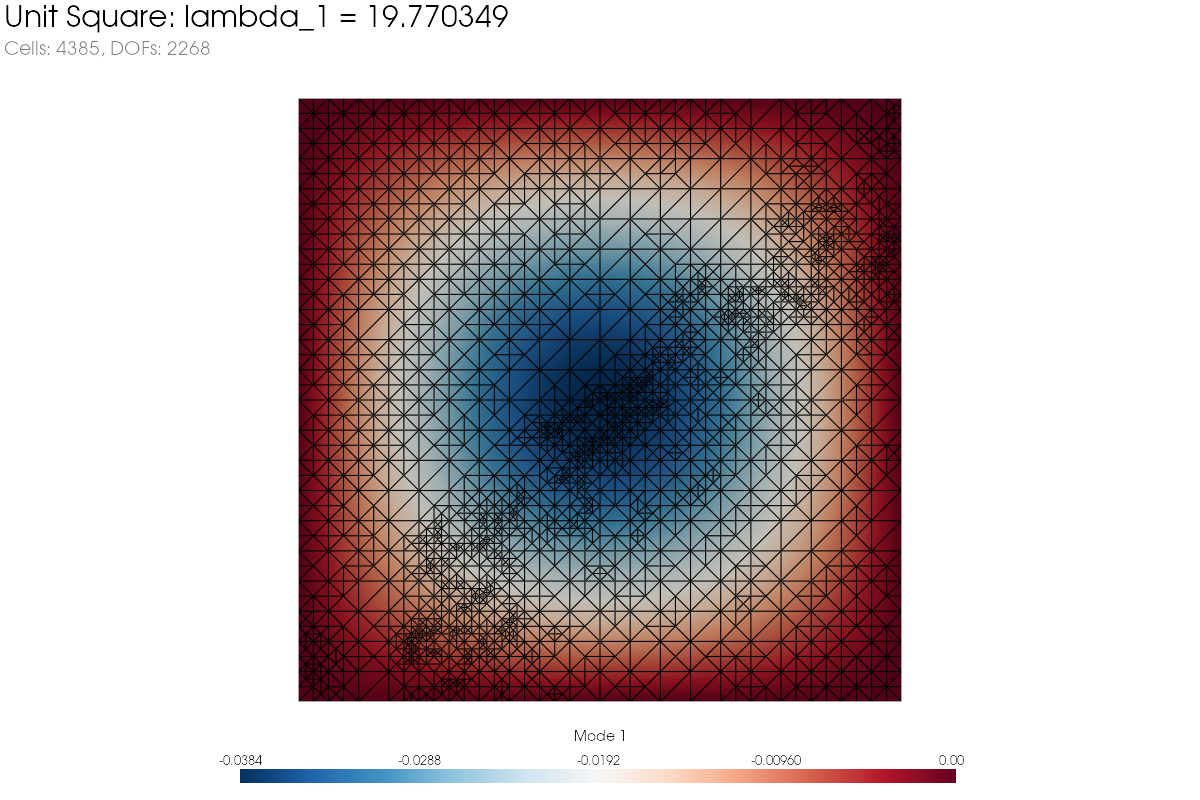 Unit Square: lambda_1 = 19.770349
Cells: 4385, DOFs: 2268
Mode 1
-0.0384 -0.0288 -0.0192 -0.00960 0.00